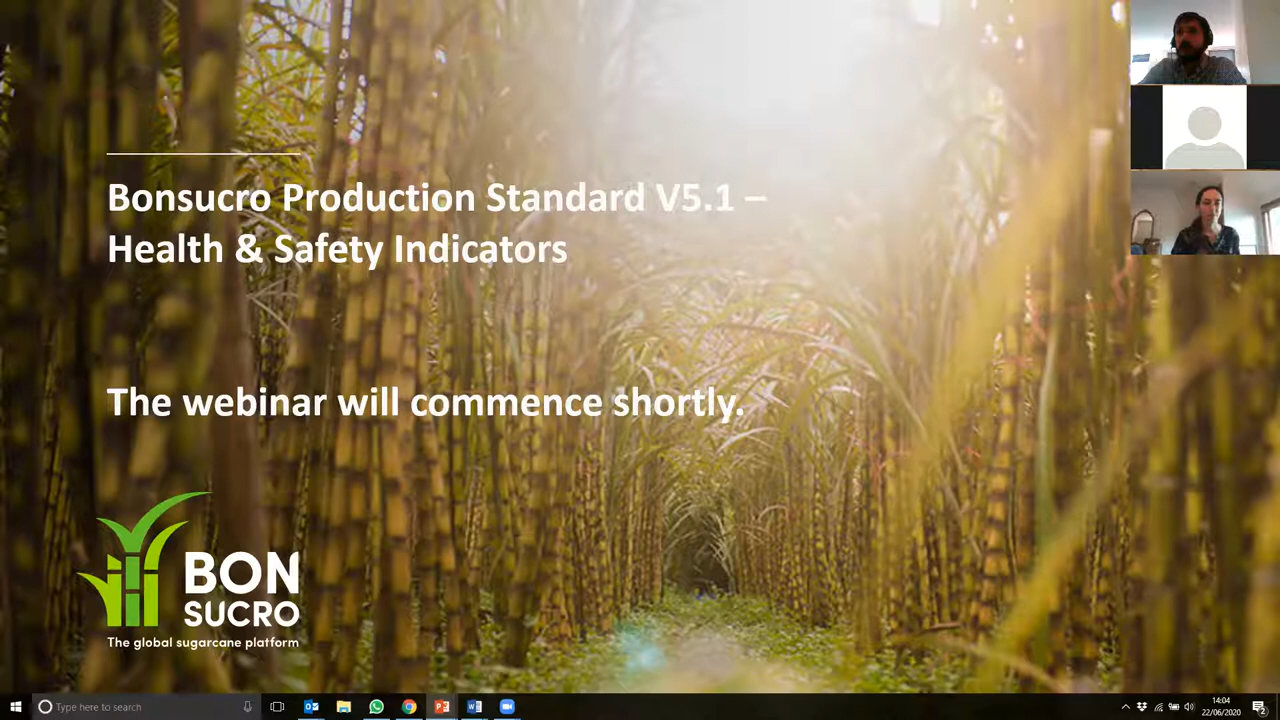 Bonsucro Production Standard V5.1 –
Health & Safety Indicators
The webinar will commence shortly.
BON
SUCRO
The global sugarcane platform
Type here to search
14:04
22/06/2020
2